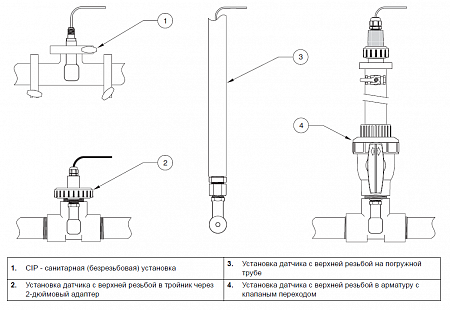 1
2
3
4
1. CIP - санитарная (безрезьбовая) установка
3. Установка датчика с верхней резьбой на погружной
трубе
2. Установка датчика с верхней резьбой в тройник через
2-дюймовый адаптер
4. Установка датчика с верхней резьбой в арматуру с
клапаным переходом